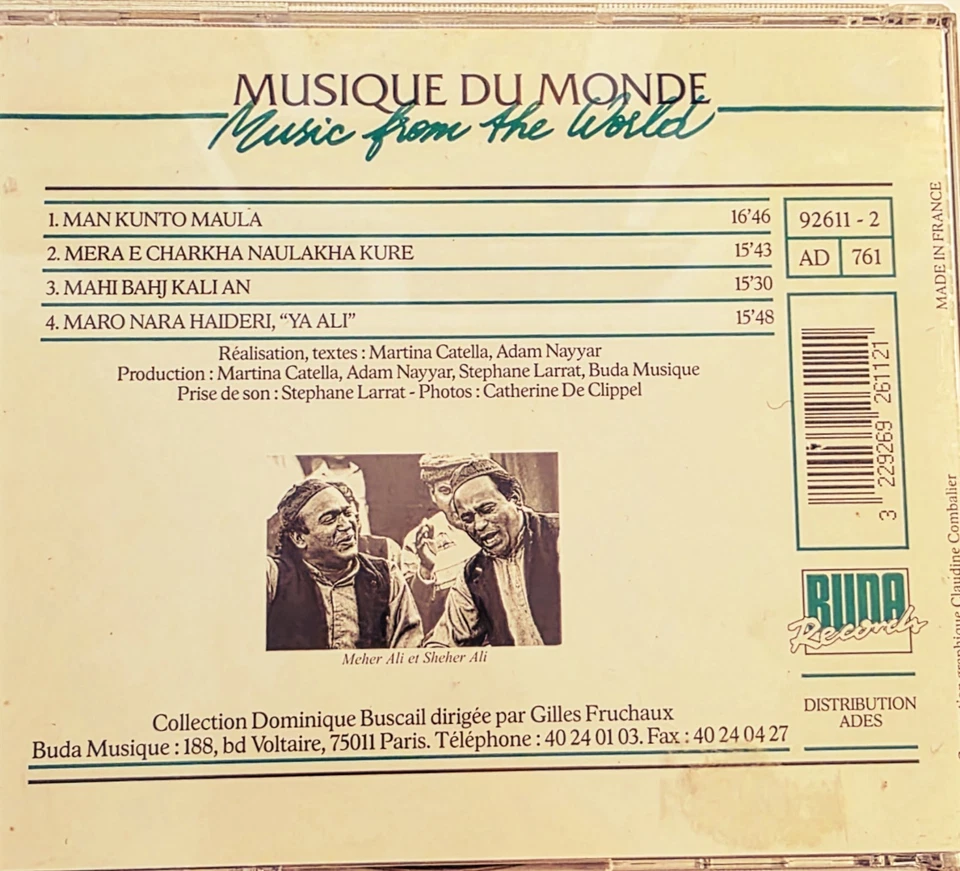 MUSIQUE DU MONDE
Music from the World
1. MAN KUNTO MAULA 16'46
2. MERA E CHARKHA NAULAKHA KURE 15'43
3. MAHI BAHJ KALI AN 15'30
4. MARO NARA HAIDERI, “YA ALI” 15'48
92611 - 2
AD 761
MADE IN FRANCE
Réalisation, textes : Martina Catella, Adam Nayyar
Production : Martina Catella, Adam Nayyar, Stephane Larrat, Buda Musique
Prise de son : Stephane Larrat - Photos : Catherine De Clippel
3 229269 261121
Meher Ali et Sheher Ali
BUDA
Records
DISTRIBUTION
ADES
graphique Claudine Combalier
Collection Dominique Buscail dirigée par Gilles Fruchaux
Buda Musique : 188, bd Voltaire, 75011 Paris. Téléphone : 40 24 01 03. Fax : 40 24 04 27